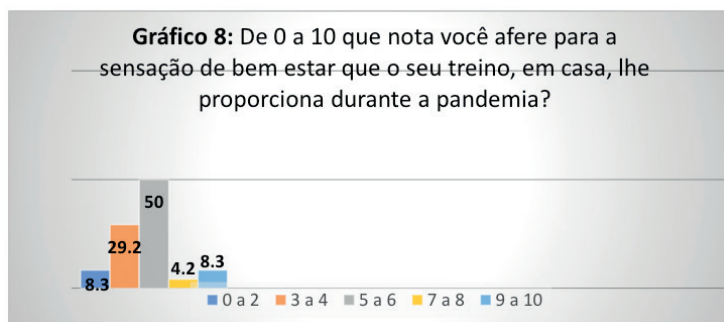 Gráfico 8: De 0 a 10 que nota você afere para a
sensação de bem estar que o seu treino, em casa, lhe
proporciona durante a pandemia?
50
29.2
8.3
4.2
8.3
0 a 2 3 a 4 5 a 6 7 a 8 9 a 10